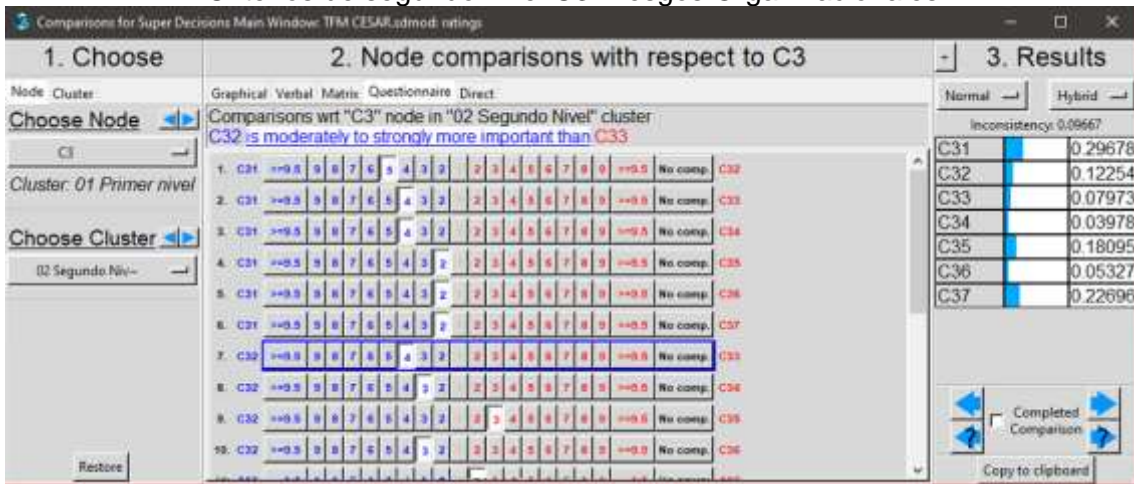 Comparisons for Super Decisions Main Window: TFM CESAR.sdmod: ratings
1. Choose
Node Cluster
Choose Node
C3
Cluster: 01 Primer nivel
Choose Cluster
02 Segundo Niv~
Restore
2. Node comparisons with respect to C3
Graphical Verbal Matrix Questionnaire Direct
Comparisons wrt "C3" node in "02 Segundo Nivel" cluster
C32 is moderately to strongly more important than C33
1. C31 >=9.5 9 8 7 6 5 4 3 2 2 3 4 5 6 7 8 9 >=9.5 No comp. C32
2. C31 >=9.5 9 8 7 6 5 4 3 2 2 3 4 5 6 7 8 9 >=9.5 No comp. C33
3. C31 >=9.5 9 8 7 6 5 4 3 2 2 3 4 5 6 7 8 9 >=9.5 No comp. C34
4. C31 >=9.5 9 8 7 6 5 4 3 2 2 3 4 5 6 7 8 9 >=9.5 No comp. C35
5. C31 >=9.5 9 8 7 6 5 4 3 2 2 3 4 5 6 7 8 9 >=9.5 No comp. C36
6. C31 >=9.5 9 8 7 6 5 4 3 2 2 3 4 5 6 7 8 9 >=9.5 No comp. C37
7. C32 >=9.5 9 8 7 6 5 4 3 2 2 3 4 5 6 7 8 9 >=9.5 No comp. C33
8. C32 >=9.5 9 8 7 6 5 4 3 2 2 3 4 5 6 7 8 9 >=9.5 No comp. C34
9. C32 >=9.5 9 8 7 6 5 4 3 2 2 3 4 5 6 7 8 9 >=9.5 No comp. C35
10. C32 >=9.5 9 8 7 6 5 4 3 2 2 3 4 5 6 7 8 9 >=9.5 No comp. C36
3. Results
Normal Hybrid
Inconsistency: 0.09667
C31 0.29678
C32 0.12254
C33 0.07973
C34 0.03978
C35 0.18095
C36 0.05327
C37 0.22696
Completed
Comparison
Copy to clipboard